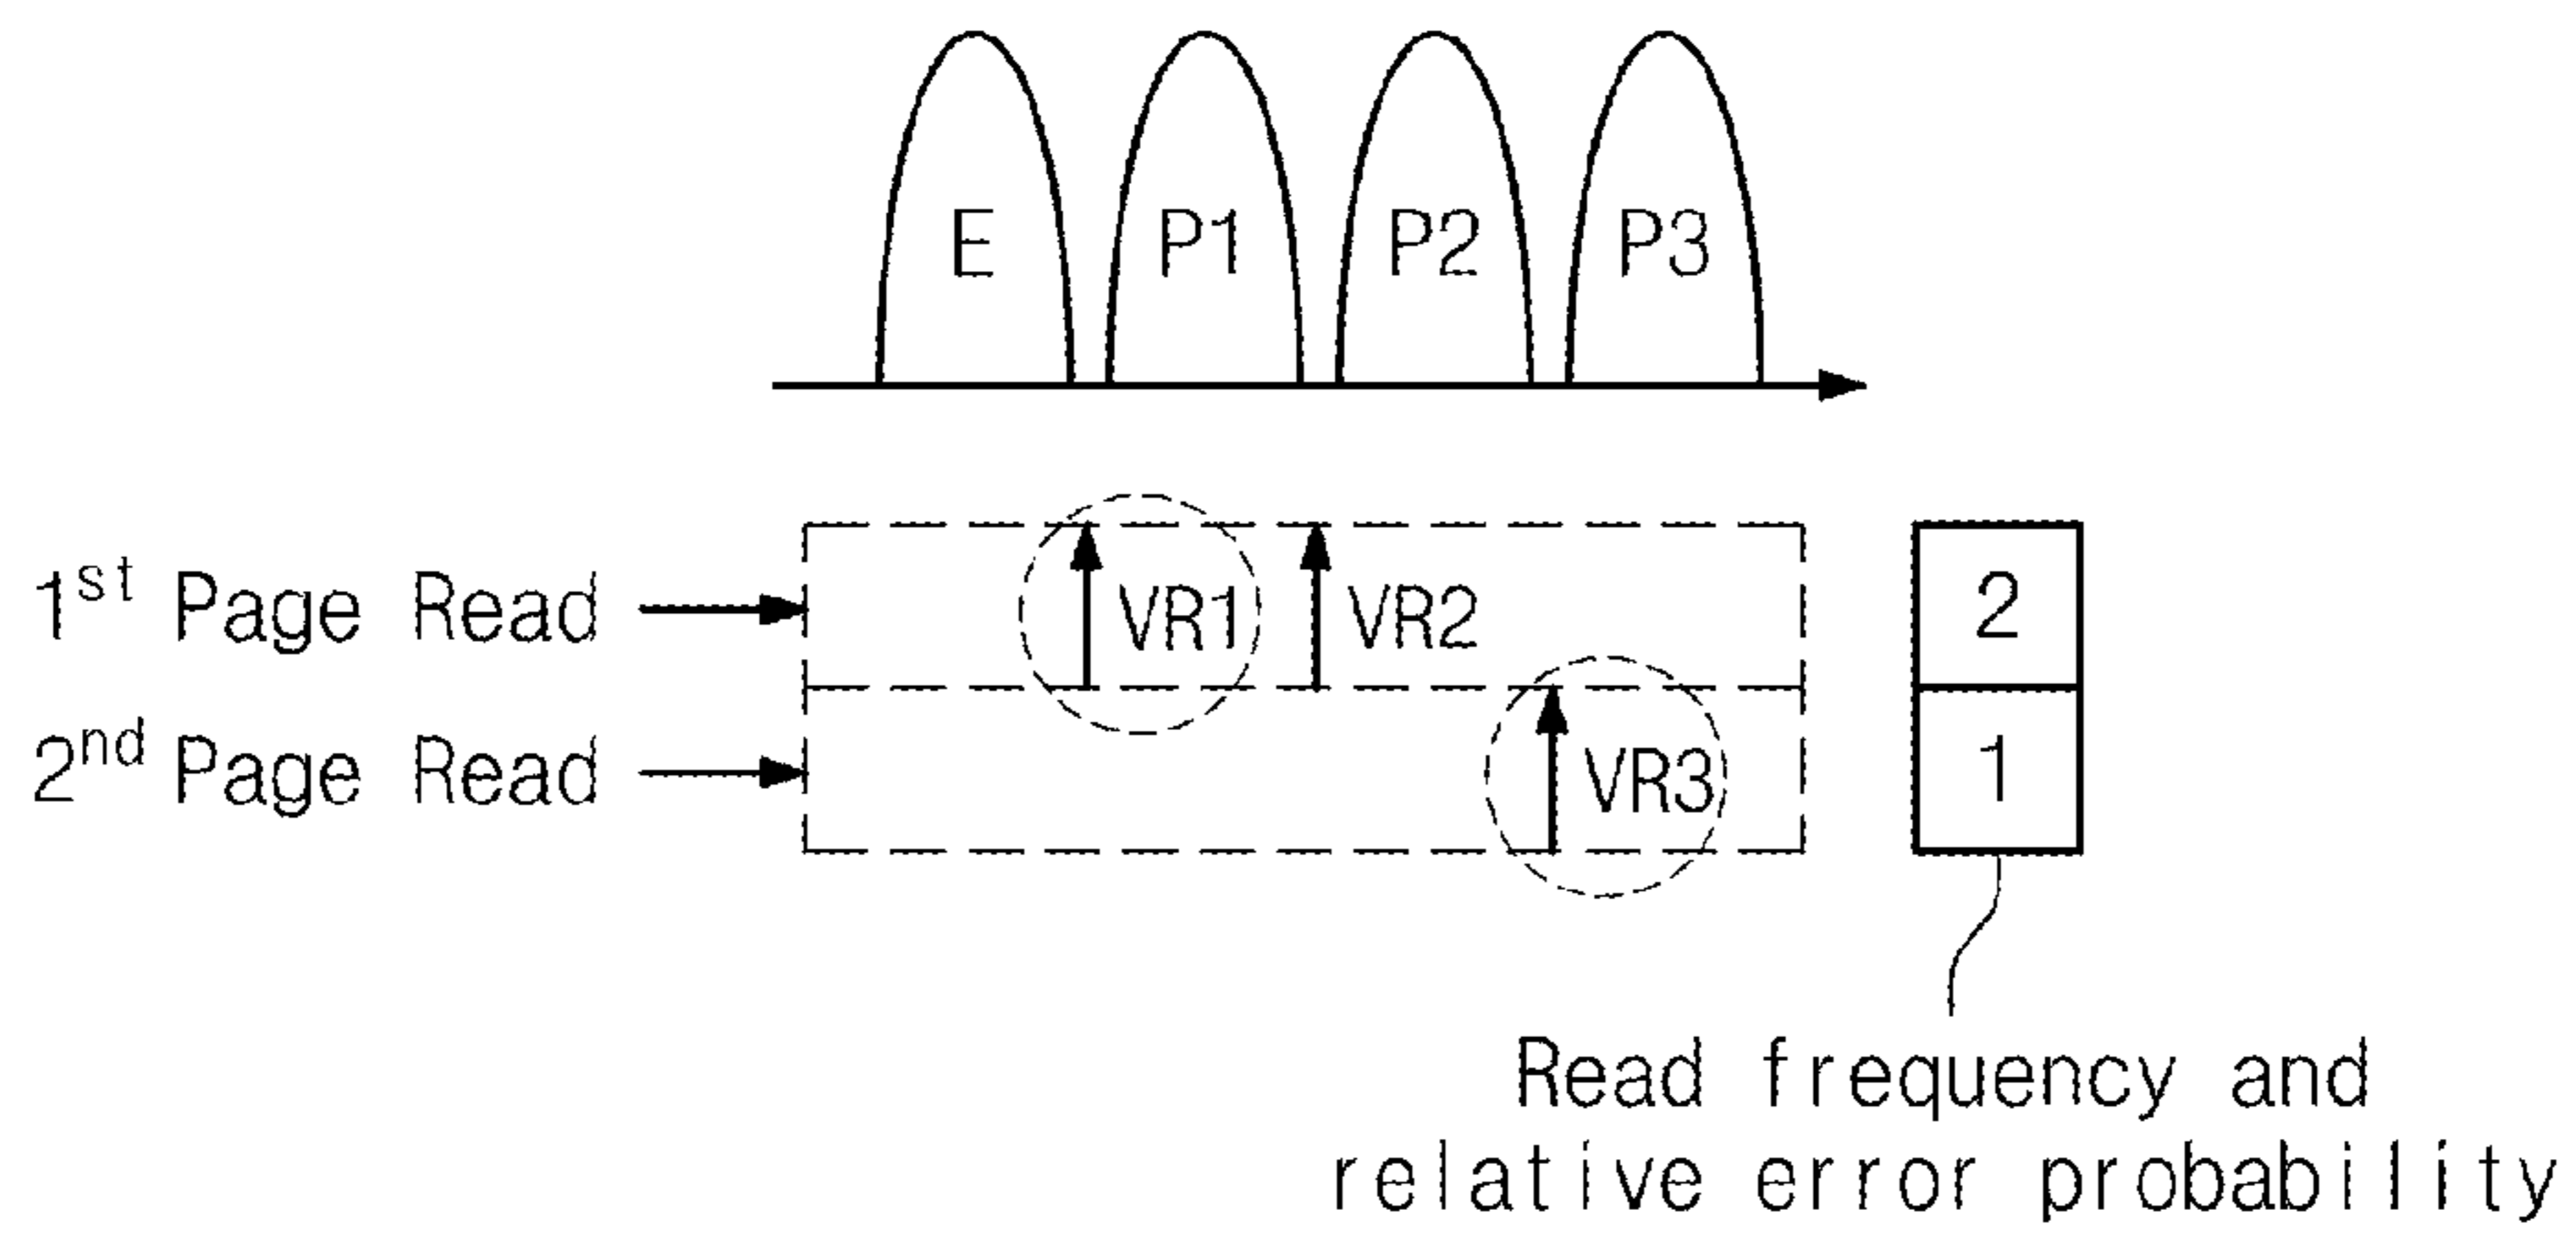 E P1 P2 P3
1st Page Read VR1 VR2 2
2nd Page Read VR3 1
Read frequency and
relative error probability